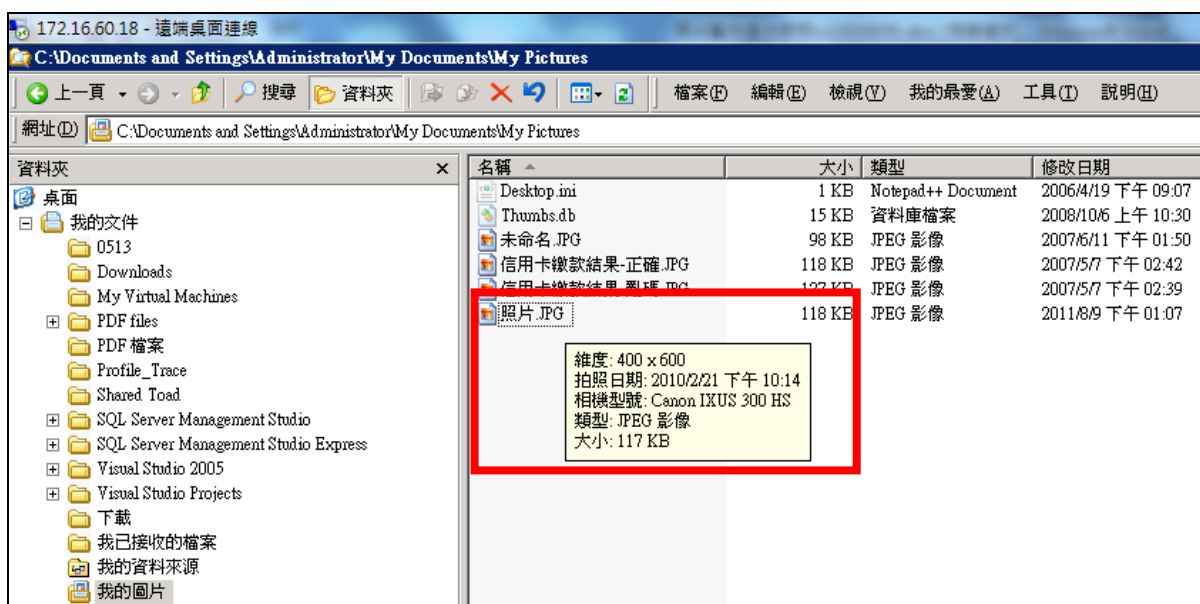 172.16.60.18 - 遠端桌面連線
C:\Documents and Settings\Administrator\My Documents\My Pictures
上一頁 搜尋 資料夾 檔案(F) 編輯(E) 檢視(V) 我的最愛(A) 工具(T) 說明(H)
網址(D) C:\Documents and Settings\Administrator\My Documents\My Pictures
資料夾 x
名稱 大小 類型 修改日期
桌面
我的文件
0513
Downloads
My Virtual Machines
PDF files
PDF 檔案
Profile_Trace
Shared Toad
SQL Server Management Studio
SQL Server Management Studio Express
Visual Studio 2005
Visual Studio Projects
下載
我已接收的檔案
我的資料來源
我的圖片
Desktop.ini 1 KB Notepad++ Document 2006/4/19 下午 09:07
Thumbs.db 15 KB 資料庫檔案 2008/10/6 上午 10:30
未命名.JPG 98 KB JPEG 影像 2007/6/11 下午 01:50
信用卡繳款結果-正確.JPG 118 KB JPEG 影像 2007/5/7 下午 02:42
信用卡繳款結果-亂碼.JPG 127 KB JPEG 影像 2007/5/7 下午 02:39
照片.JPG 118 KB JPEG 影像 2011/8/9 下午 01:07
維度: 400 x 600
拍照日期: 2010/2/21 下午 10:14
相機型號: Canon IXUS 300 HS
類型: JPEG 影像
大小: 117 KB